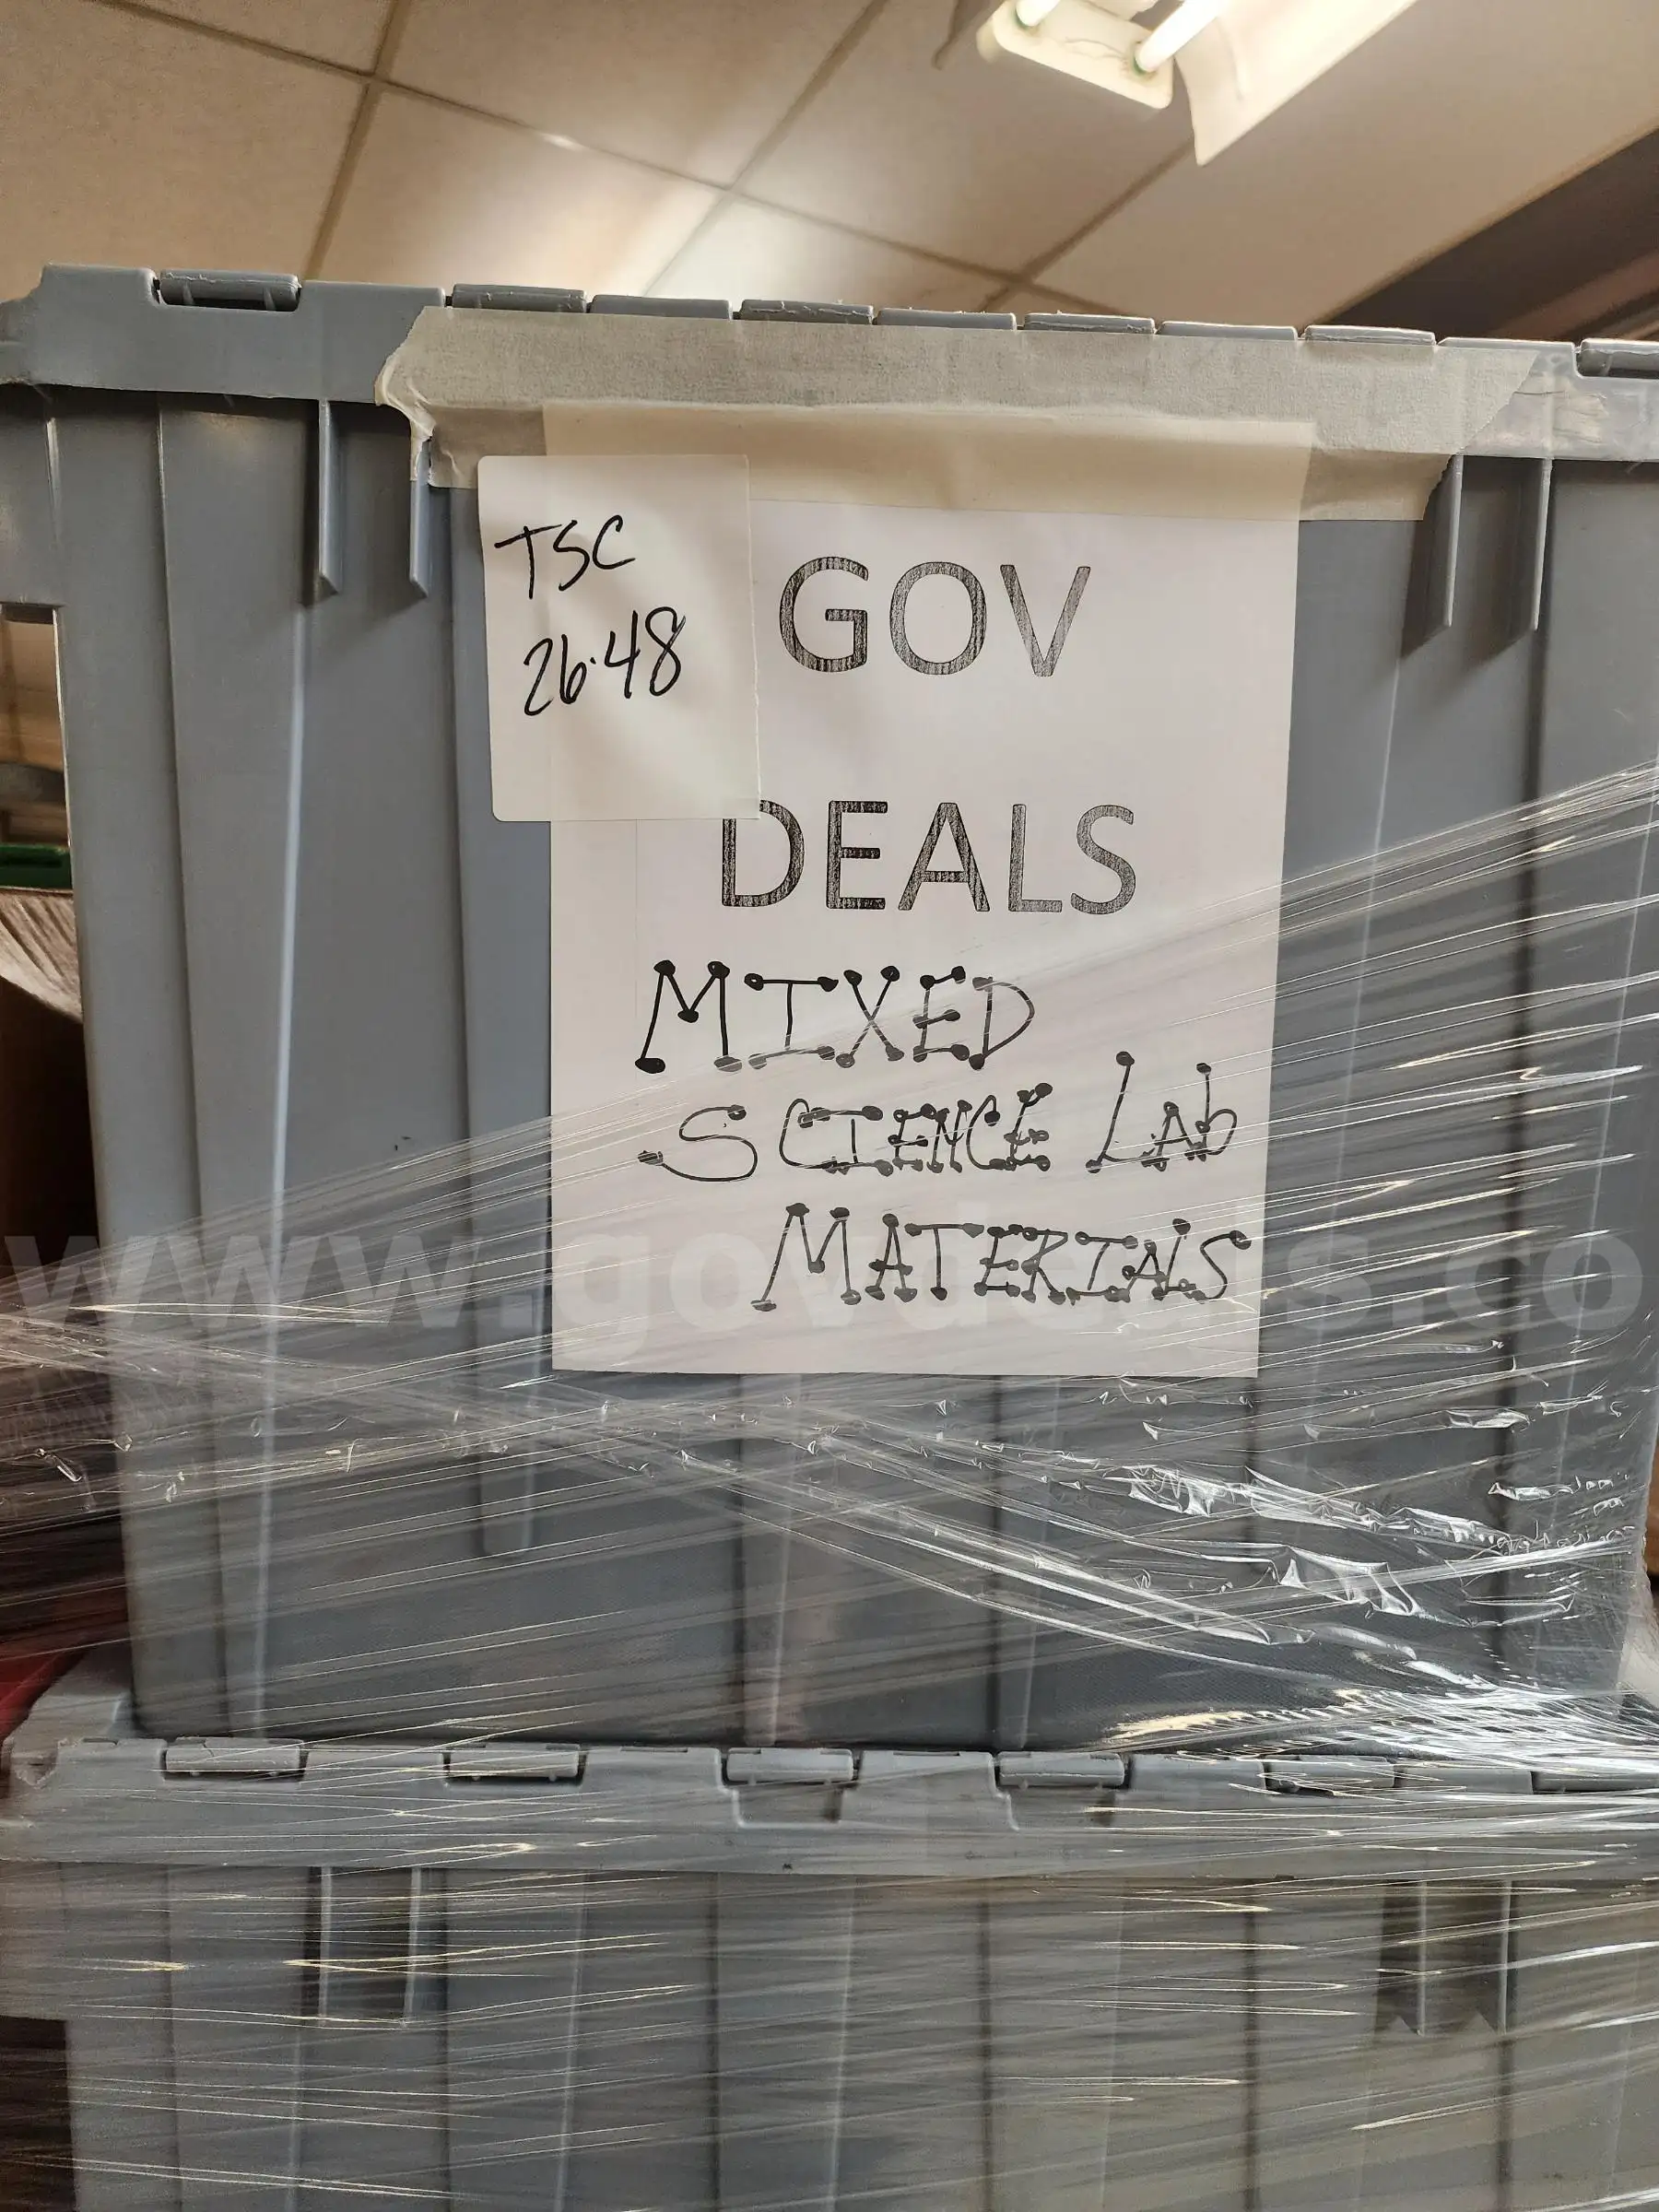 TSC
26-48
GOV
DEALS
MIXED
SCIENCE LAb
MATERIALS
www.govdeals.co